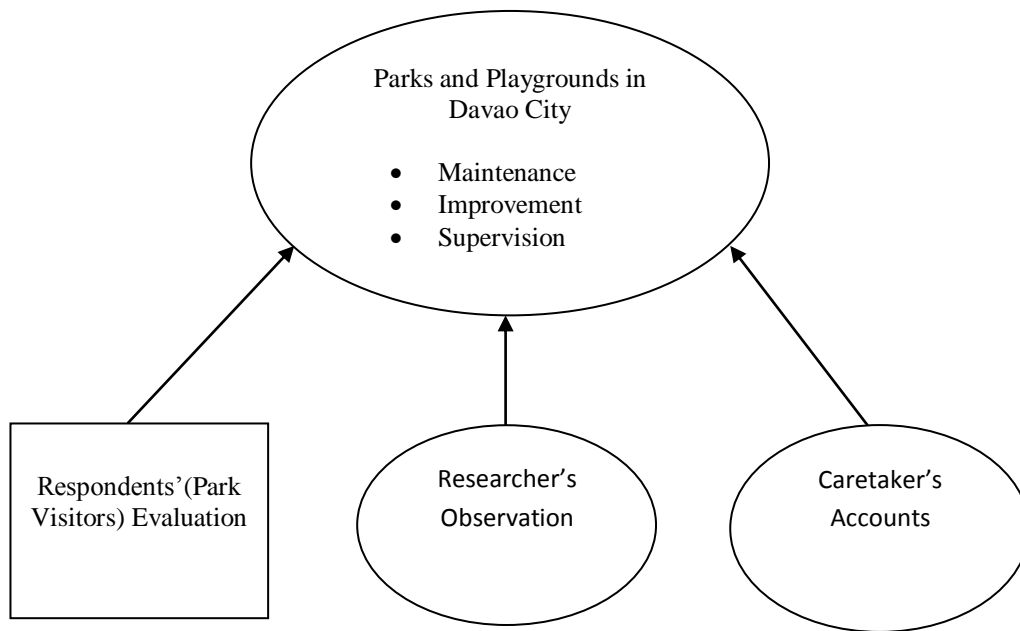 Parks and Playgrounds in
Davao City
• Maintenance
• Improvement
• Supervision
Respondents’(Park
Visitors) Evaluation
Researcher’s
Observation
Caretaker’s
Accounts